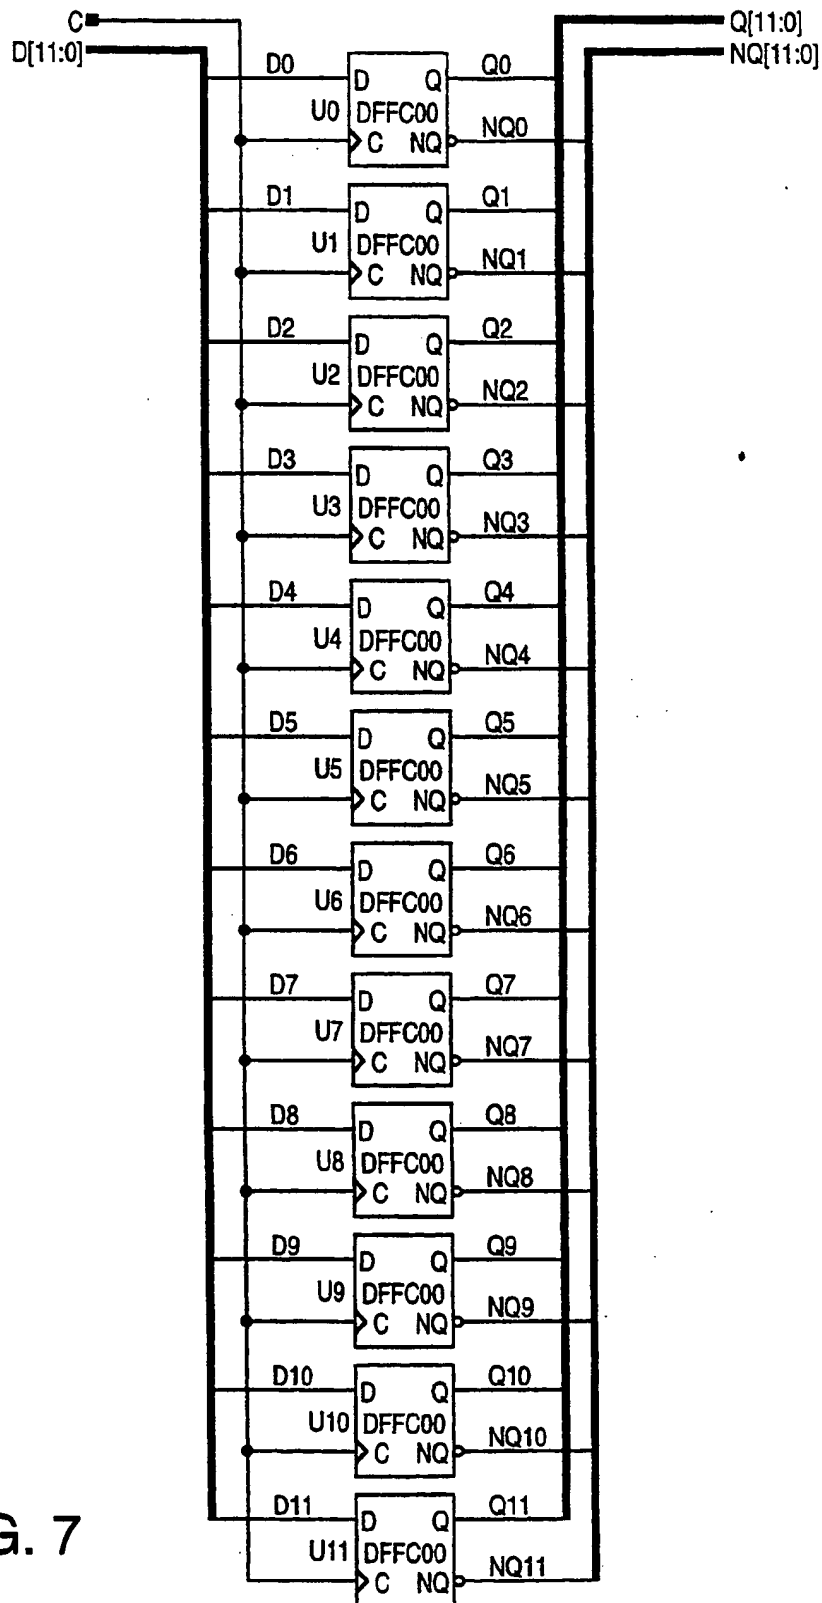 C
Q[11:0]
D[11:0]
NQ[11:0]
D0 D Q Q0
U0 DFFC00
C NQ NQ0
D1 D Q Q1
U1 DFFC00
C NQ NQ1
D2 D Q Q2
U2 DFFC00
C NQ NQ2
D3 D Q Q3
U3 DFFC00
C NQ NQ3
D4 D Q Q4
U4 DFFC00
C NQ NQ4
D5 D Q Q5
U5 DFFC00
C NQ NQ5
D6 D Q Q6
U6 DFFC00
C NQ NQ6
D7 D Q Q7
U7 DFFC00
C NQ NQ7
D8 D Q Q8
U8 DFFC00
C NQ NQ8
D9 D Q Q9
U9 DFFC00
C NQ NQ9
D10 D Q Q10
U10 DFFC00
C NQ NQ10
D11 D Q Q11
U11 DFFC00
C NQ NQ11
G. 7